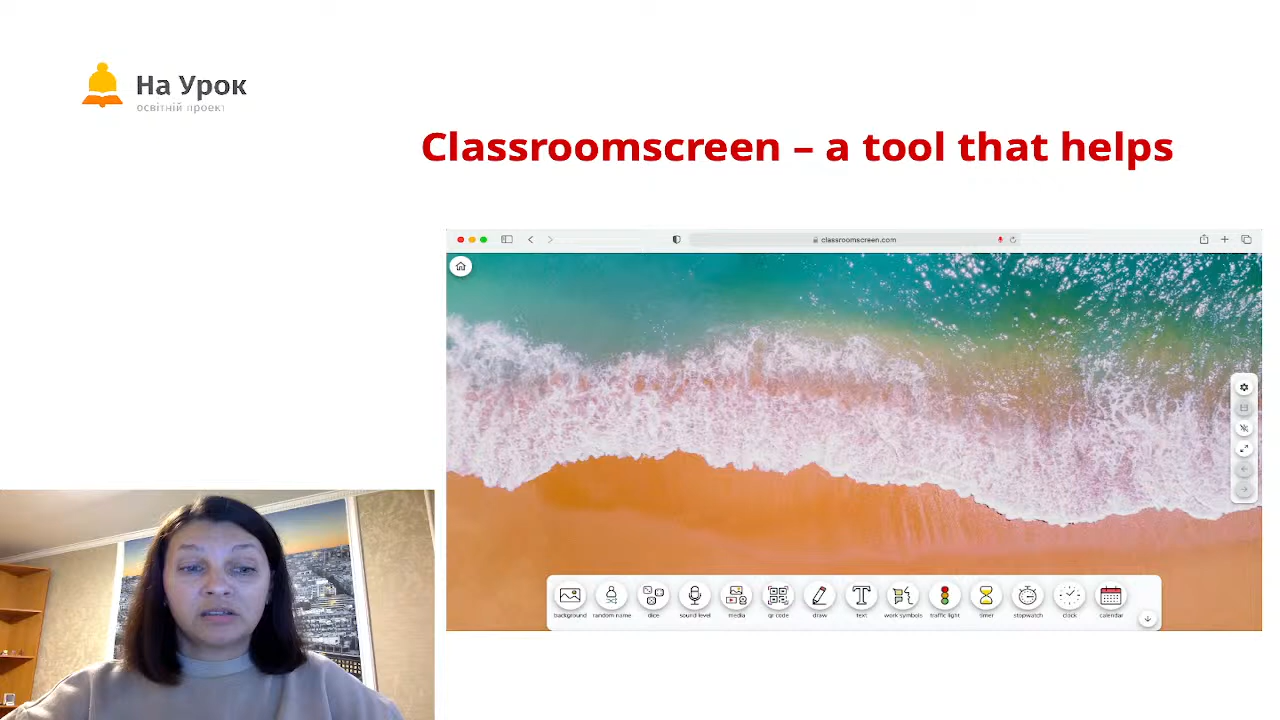 На Урок
освітній проект
Classroomscreen – a tool that helps
classroomscreen.com
background random name dice sound level media qr code draw text work symbols traffic light timer stopwatch clock calendar